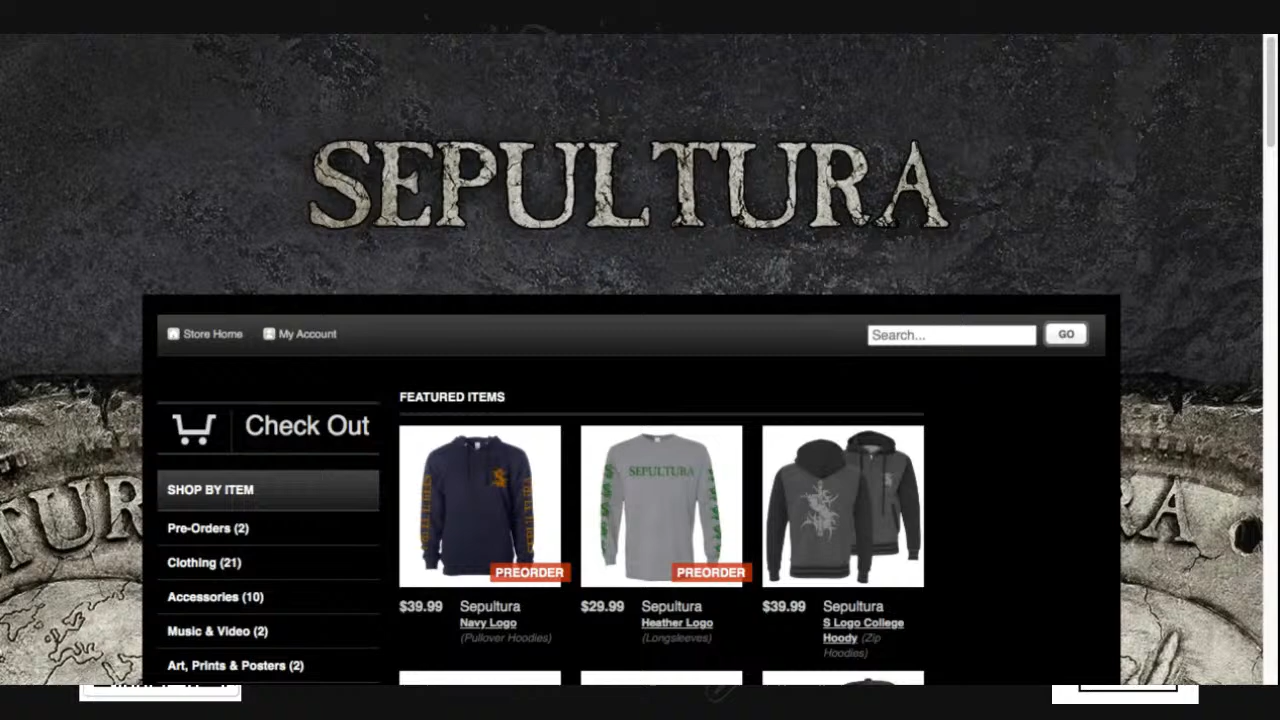 SEPULTURA
Store Home
My Account
Search...
GO
Check Out
SHOP BY ITEM
Pre-Orders (2)
Clothing (21)
Accessories (10)
Music & Video (2)
Art, Prints & Posters (2)
FEATURED ITEMS
PREORDER
$39.99 Sepultura
Navy Logo
(Pullover Hoodies)
SEPULTURA
PREORDER
$29.99 Sepultura
Heather Logo
(Longsleeves)
$39.99 Sepultura
S Logo College
Hoody (Zip
Hoodies)